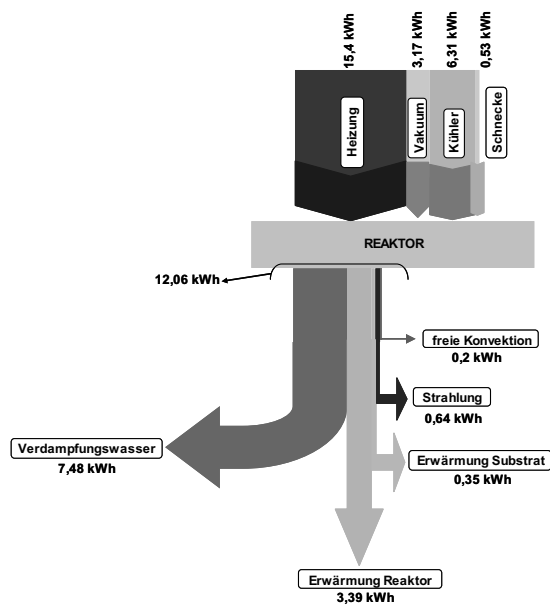 15,4 kWh
3,17 kWh
6,31 kWh
0,53 kWh
Heizung
Vakuum
Kühler
Schnecke
REAKTOR
12,06 kWh
freie Konvektion
0,2 kWh
Strahlung
0,64 kWh
Verdampfungswasser
7,48 kWh
Erwärmung Substrat
0,35 kWh
Erwärmung Reaktor
3,39 kWh